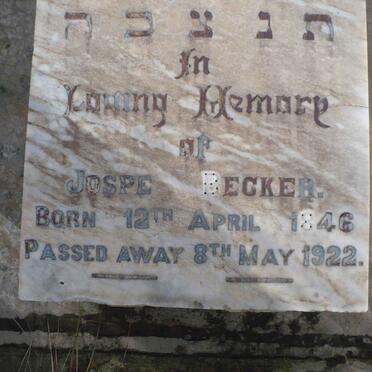 ת נ צ ב ה
In
Loving Memory
of
JOSPE BECKER.
BORN 12TH APRIL 1846
PASSED AWAY 8TH MAY 1922.